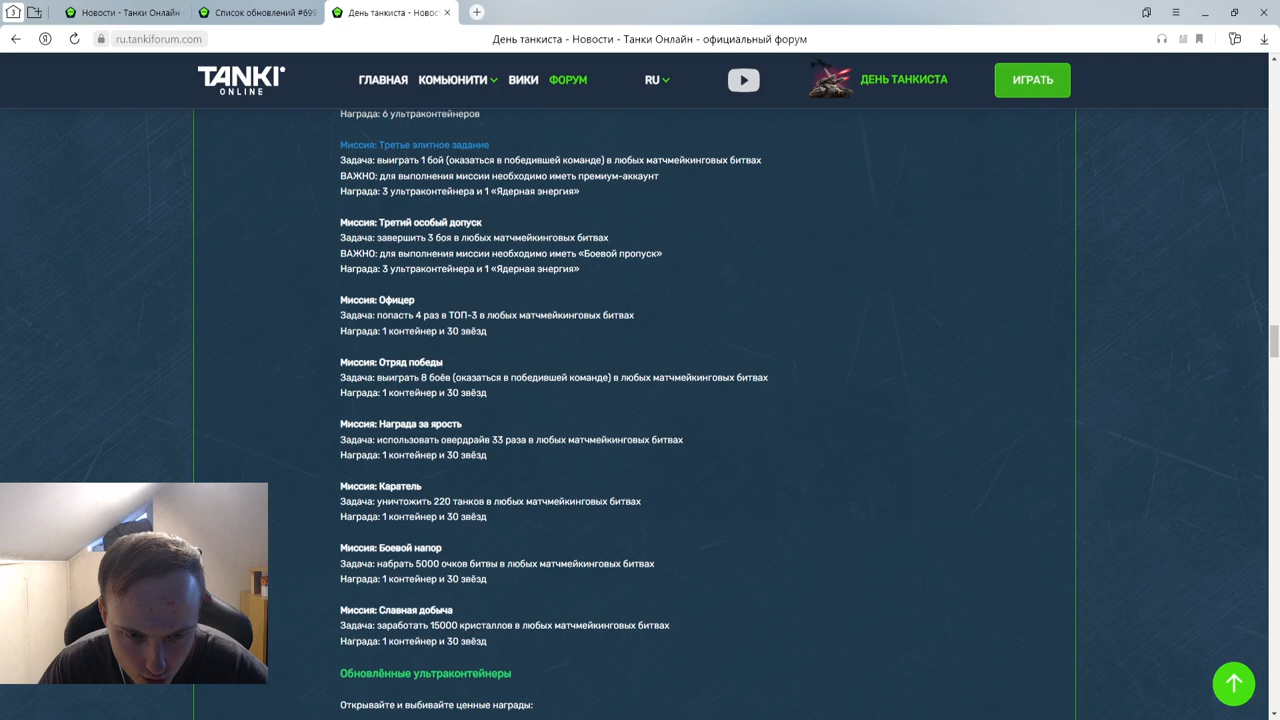 Новости - Танки Онлайн
Список обновлений #699
День танкиста - Новост
ru.tankiforum.com
День танкиста - Новости - Танки Онлайн - официальный форум
TANKI
ONLINE
ГЛАВНАЯ
КОМЬЮНИТИ
ВИКИ
ФОРУМ
RU
ДЕНЬ ТАНКИСТА
ИГРАТЬ
Награда: 6 ультраконтейнеров
Миссия: Третье элитное задание
Задача: выиграть 1 бой (оказаться в победившей команде) в любых матчмейкинговых битвах
ВАЖНО: для выполнения миссии необходимо иметь премиум-аккаунт
Награда: 3 ультраконтейнера и 1 «Ядерная энергия»
Миссия: Третий особый допуск
Задача: завершить 3 боя в любых матчмейкинговых битвах
ВАЖНО: для выполнения миссии необходимо иметь «Боевой пропуск»
Награда: 3 ультраконтейнера и 1 «Ядерная энергия»
Миссия: Офицер
Задача: попасть 4 раз в ТОП-3 в любых матчмейкинговых битвах
Награда: 1 контейнер и 30 звёзд
Миссия: Отряд победы
Задача: выиграть 8 боёв (оказаться в победившей команде) в любых матчмейкинговых битвах
Награда: 1 контейнер и 30 звёзд
Миссия: Награда за ярость
Задача: использовать овердрайв 33 раза в любых матчмейкинговых битвах
Награда: 1 контейнер и 30 звёзд
Миссия: Каратель
Задача: уничтожить 220 танков в любых матчмейкинговых битвах
Награда: 1 контейнер и 30 звёзд
Миссия: Боевой напор
Задача: набрать 5000 очков битвы в любых матчмейкинговых битвах
Награда: 1 контейнер и 30 звёзд
Миссия: Славная добыча
Задача: заработать 15000 кристаллов в любых матчмейкинговых битвах
Награда: 1 контейнер и 30 звёзд
Обновлённые ультраконтейнеры
Открывайте и выбивайте ценные награды: